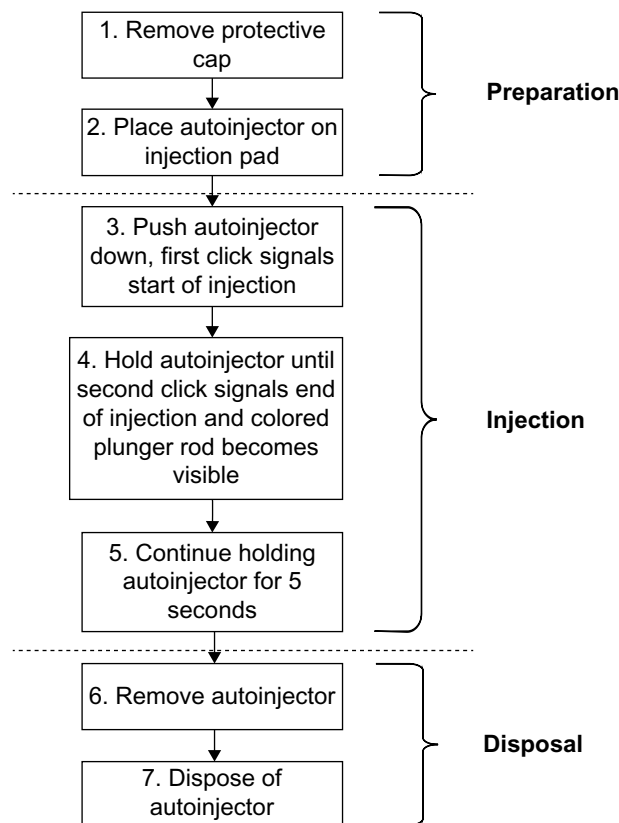 1. Remove protective
cap
Preparation
2. Place autoinjector on
injection pad
3. Push autoinjector
down, first click signals
start of injection
4. Hold autoinjector until
second click signals end
of injection and colored
plunger rod becomes
visible
Injection
5. Continue holding
autoinjector for 5
seconds
6. Remove autoinjector
Disposal
7. Dispose of
autoinjector